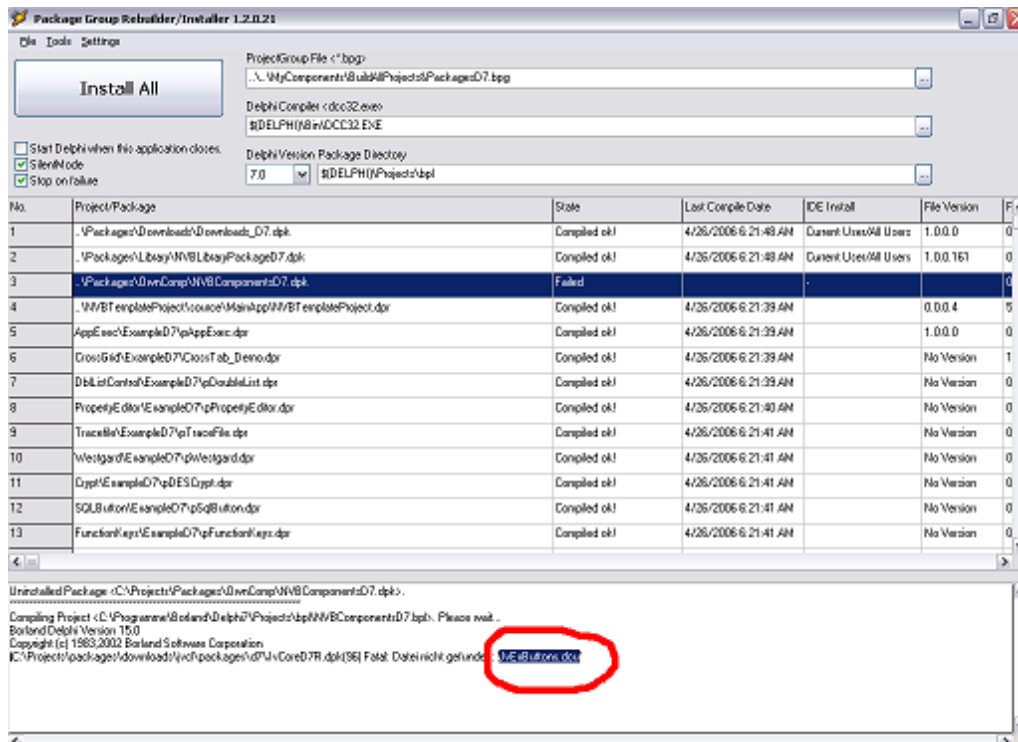 Package Group Rebuilder/Installer 1.2.0.21
File Tools Settings
Install All
ProjectGroup File <*.bpg>
..\..\MyComponents\BuildAllProjects\PackagesD7.bpg
...
Delphi Compiler <dcc32.exe>
$(DELPHI)\Bin\DCC32.EXE
...
Start Delphi when this application closes.
SilentMode
Stop on failure
Delphi Version Package Directory
7.0 $(DELPHI)\Projects\bpl
...
No. Project/Package State Last Compile Date IDE Install File Version
1 ..\Packages\Downloads\Downloads_D7.dpk Compiled ok! 4/26/2006 6:21:48 AM Current User/All Users 1.0.0.0
2 ..\Packages\Library\NVBLibraryPackageD7.dpk Compiled ok! 4/26/2006 6:21:48 AM Current User/All Users 1.0.0.161
3 ..\Packages\OwnComp\NVBComponentsD7.dpk Failed -
4 ..\NVBTemplateProject\source\MainApp\NVBTemplateProject.dpr Compiled ok! 4/26/2006 6:21:39 AM 0.0.0.4
5 AppExec\ExampleD7\pAppExec.dpr Compiled ok! 4/26/2006 6:21:39 AM 1.0.0.0
6 CrossGrid\ExampleD7\CrossTab_Demo.dpr Compiled ok! 4/26/2006 6:21:39 AM No Version
7 DblListControl\ExampleD7\pDoubleList.dpr Compiled ok! 4/26/2006 6:21:39 AM No Version
8 PropertyEditor\ExampleD7\pPropertyEditor.dpr Compiled ok! 4/26/2006 6:21:40 AM No Version
9 Tracefile\ExampleD7\pTraceFile.dpr Compiled ok! 4/26/2006 6:21:41 AM No Version
10 Westgard\ExampleD7\pWestgard.dpr Compiled ok! 4/26/2006 6:21:41 AM No Version
11 Crypt\ExampleD7\pDESCrypt.dpr Compiled ok! 4/26/2006 6:21:41 AM No Version
12 SQLButton\ExampleD7\pSqlButton.dpr Compiled ok! 4/26/2006 6:21:41 AM No Version
13 FunctionKeys\ExampleD7\pFunctionKeys.dpr Compiled ok! 4/26/2006 6:21:41 AM No Version
Uninstalled Package <C:\Projects\Packages\OwnComp\NVBComponentsD7.dpk>.
Compiling Project <C:\Programme\Borland\Delphi7\Projects\bpl\NVBComponentsD7.bpl>. Please wait...
Borland Delphi Version 15.0
Copyright (c) 1983,2002 Borland Software Corporation
C:\Projects\packages\downloads\jvcl\packages\d7\JvCoreD7R.dpk(96) Fatal: Datei nicht gefunden: 'JvExButtons.dcu'